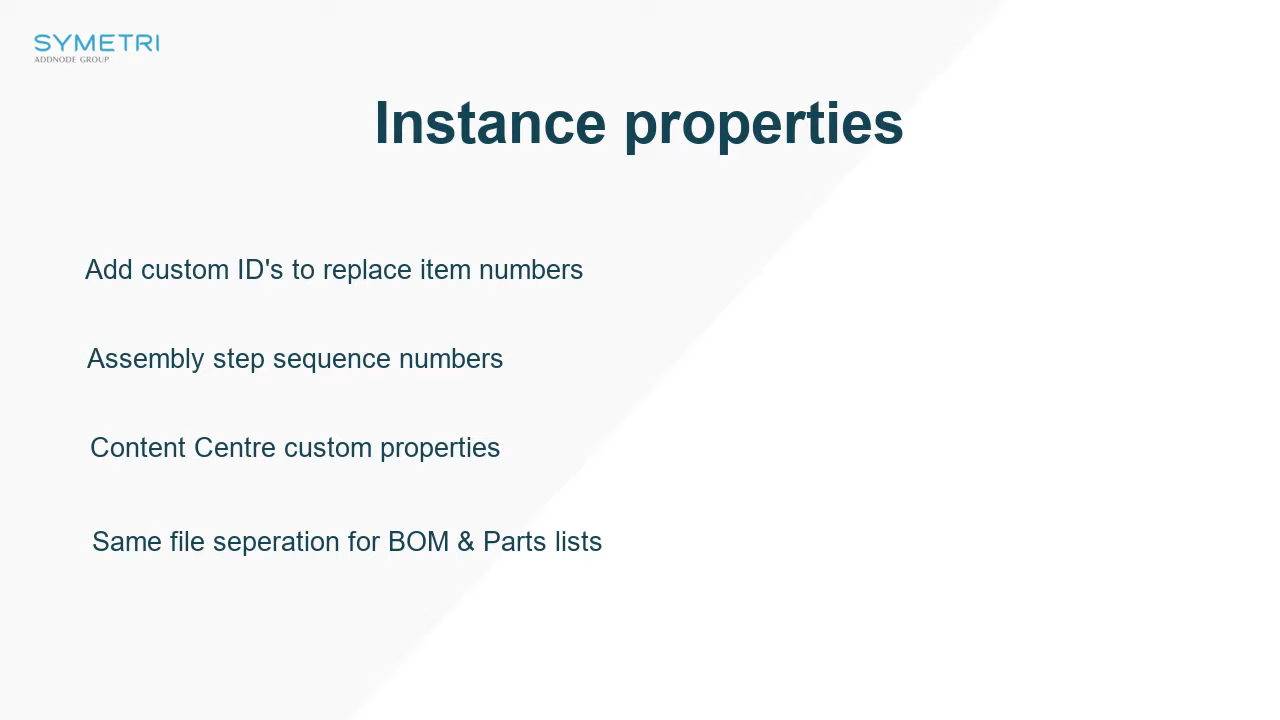 SYMETRI
ADDNODE GROUP
Instance properties
Add custom ID's to replace item numbers
Assembly step sequence numbers
Content Centre custom properties
Same file seperation for BOM & Parts lists